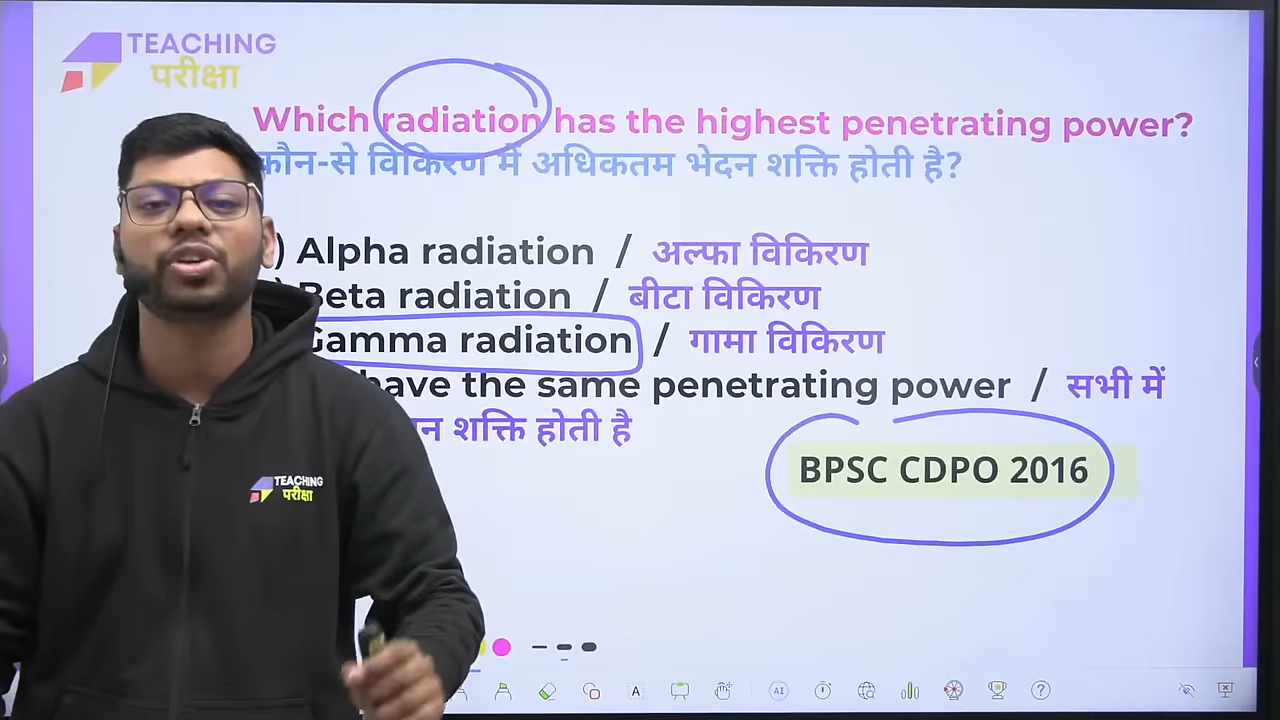 TEACHING
परीक्षा
Which radiation has the highest penetrating power?
कौन-से विकिरण में अधिकतम भेदन शक्ति होती है?
) Alpha radiation / अल्फा विकिरण
) Beta radiation / बीटा विकिरण
Gamma radiation / गामा विकिरण
have the same penetrating power / सभी में
शक्ति होती है
BPSC CDPO 2016
TEACHING
परीक्षा
A
AI
?